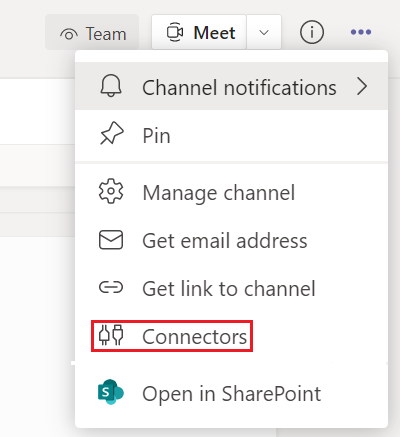 Team Meet
Channel notifications
Pin
Manage channel
Get email address
Get link to channel
Connectors
S Open in SharePoint